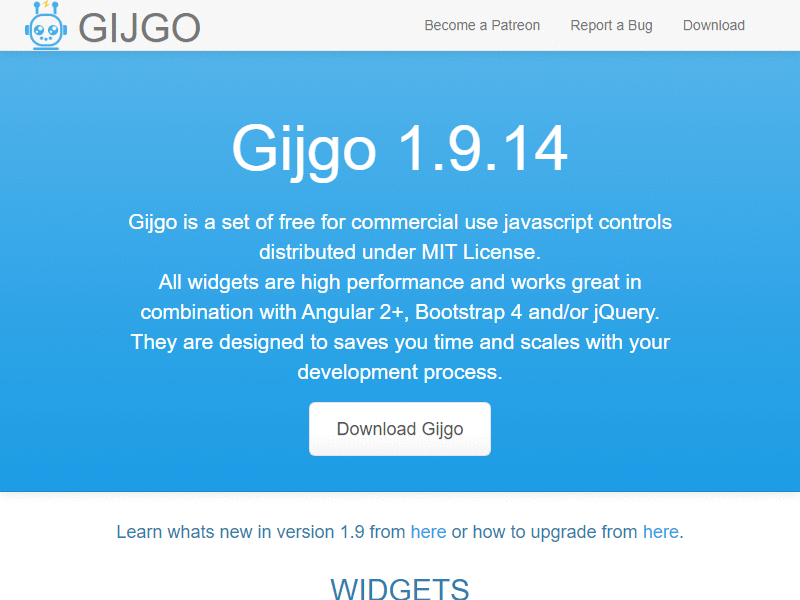 GIJGO
Become a Patreon
Report a Bug
Download
Gijgo 1.9.14
Gijgo is a set of free for commercial use javascript controls
distributed under MIT License.
All widgets are high performance and works great in
combination with Angular 2+, Bootstrap 4 and/or jQuery.
They are designed to saves you time and scales with your
development process.
Download Gijgo
Learn whats new in version 1.9 from here or how to upgrade from here.
WIDGETS